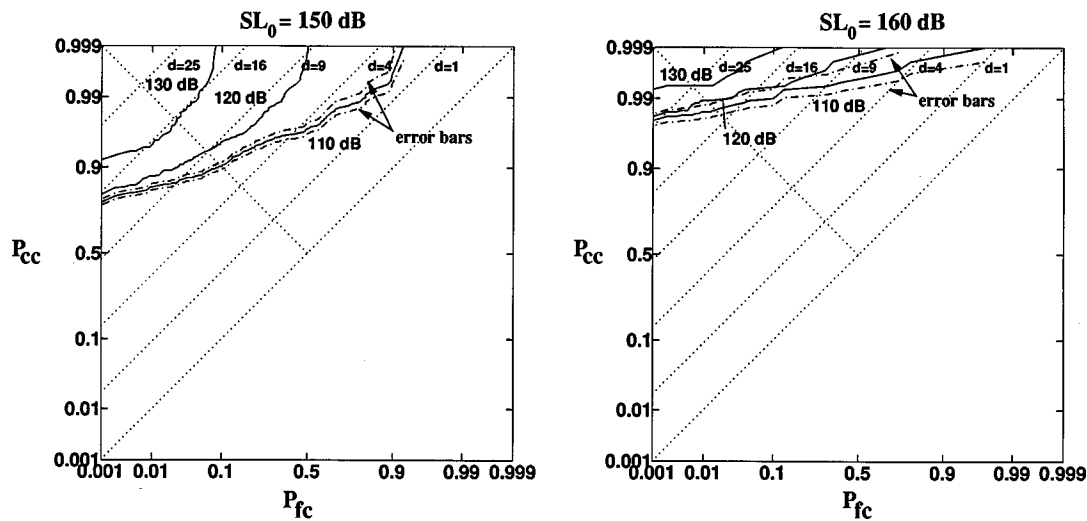 SL0 = 150 dB
0.999
0.99
0.9
0.5
0.1
0.01
0.001
Pcc
d=25
d=16
d=9
d=4
d=1
130 dB
120 dB
110 dB
error bars
0.001
0.01
0.1
0.5
0.9
0.99
0.999
Pfc
SL0 = 160 dB
0.999
0.99
0.9
0.5
0.1
0.01
0.001
Pcc
d=25
d=16
d=9
d=4
d=1
130 dB
110 dB
error bars
120 dB
0.001
0.01
0.1
0.5
0.9
0.99
0.999
Pfc